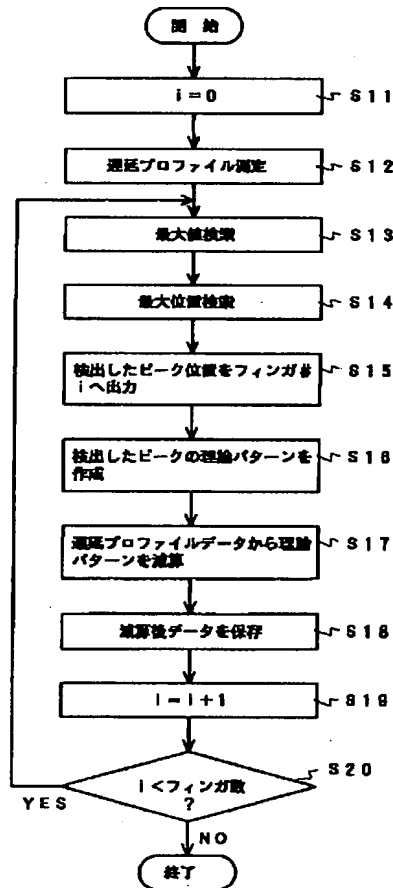 開始
i=0
S11
遅延プロファイル測定
S12
最大値検索
S13
最大位置検索
S14
検出したピーク位置をフィンガ#
iへ出力
S15
検出したピークの理論パターンを
作成
S16
遅延プロファイルデータから理論
パターンを減算
S17
減算後データを保存
S18
i=i+1
S19
i<フィンガ数
?
S20
YES
NO
終了